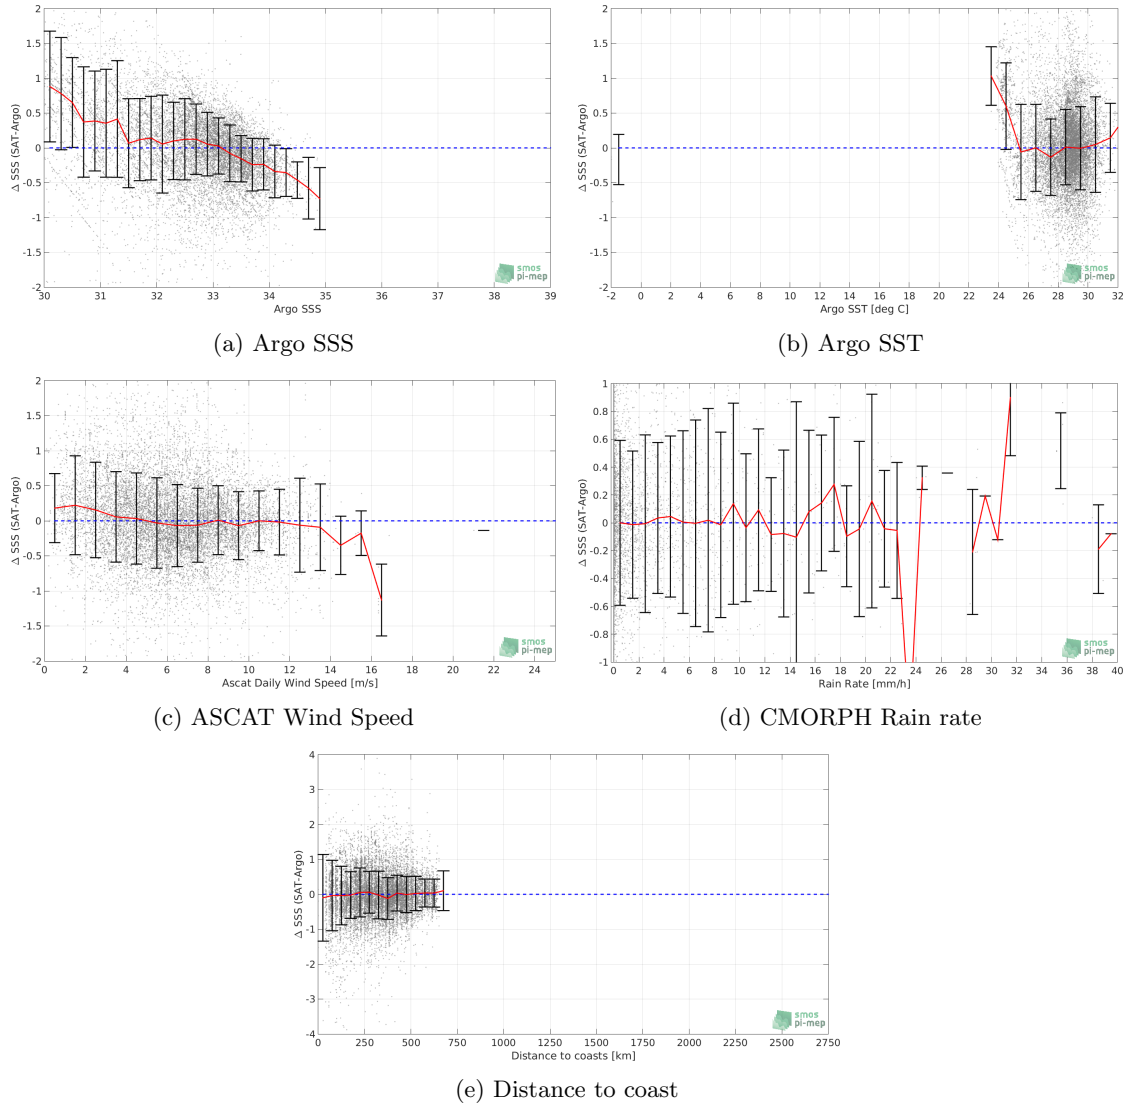 2
1.5
1
0.5
0
-0.5
-1
-1.5
-2
Δ SSS (SAT-Argo)
30 31 32 33 34 35 36 37 38 39
Argo SSS
smos
pi-mep
(a) Argo SSS
2
1.5
1
0.5
0
-0.5
-1
-1.5
-2
Δ SSS (SAT-Argo)
-2 0 2 4 6 8 10 12 14 16 18 20 22 24 26 28 30 32
Argo SST [deg C]
smos
pi-mep
(b) Argo SST
2
1.5
1
0.5
0
-0.5
-1
-1.5
-2
Δ SSS (SAT-Argo)
0 2 4 6 8 10 12 14 16 18 20 22 24
Ascat Daily Wind Speed [m/s]
smos
pi-mep
(c) ASCAT Wind Speed
1
0.8
0.6
0.4
0.2
0
-0.2
-0.4
-0.6
-0.8
-1
Δ SSS (SAT-Argo)
0 2 4 6 8 10 12 14 16 18 20 22 24 26 28 30 32 34 36 38 40
Rain Rate [mm/h]
smos
pi-mep
(d) CMORPH Rain rate
4
3
2
1
0
-1
-2
-3
-4
Δ SSS (SAT-Argo)
0 250 500 750 1000 1250 1500 1750 2000 2250 2500 2750
Distance to coasts [km]
smos
pi-mep
(e) Distance to coast